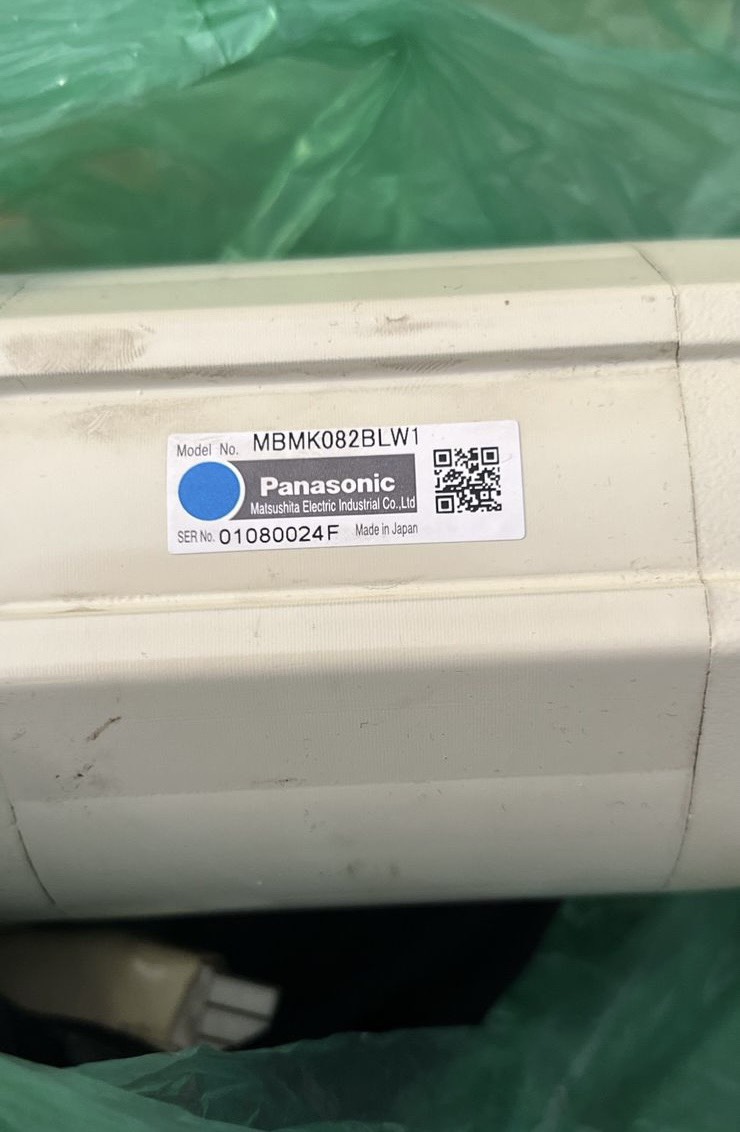 Model No. MBMK082BLW1
Panasonic
Matsushita Electric Industrial Co.,Ltd
SER No. 01080024F Made in Japan